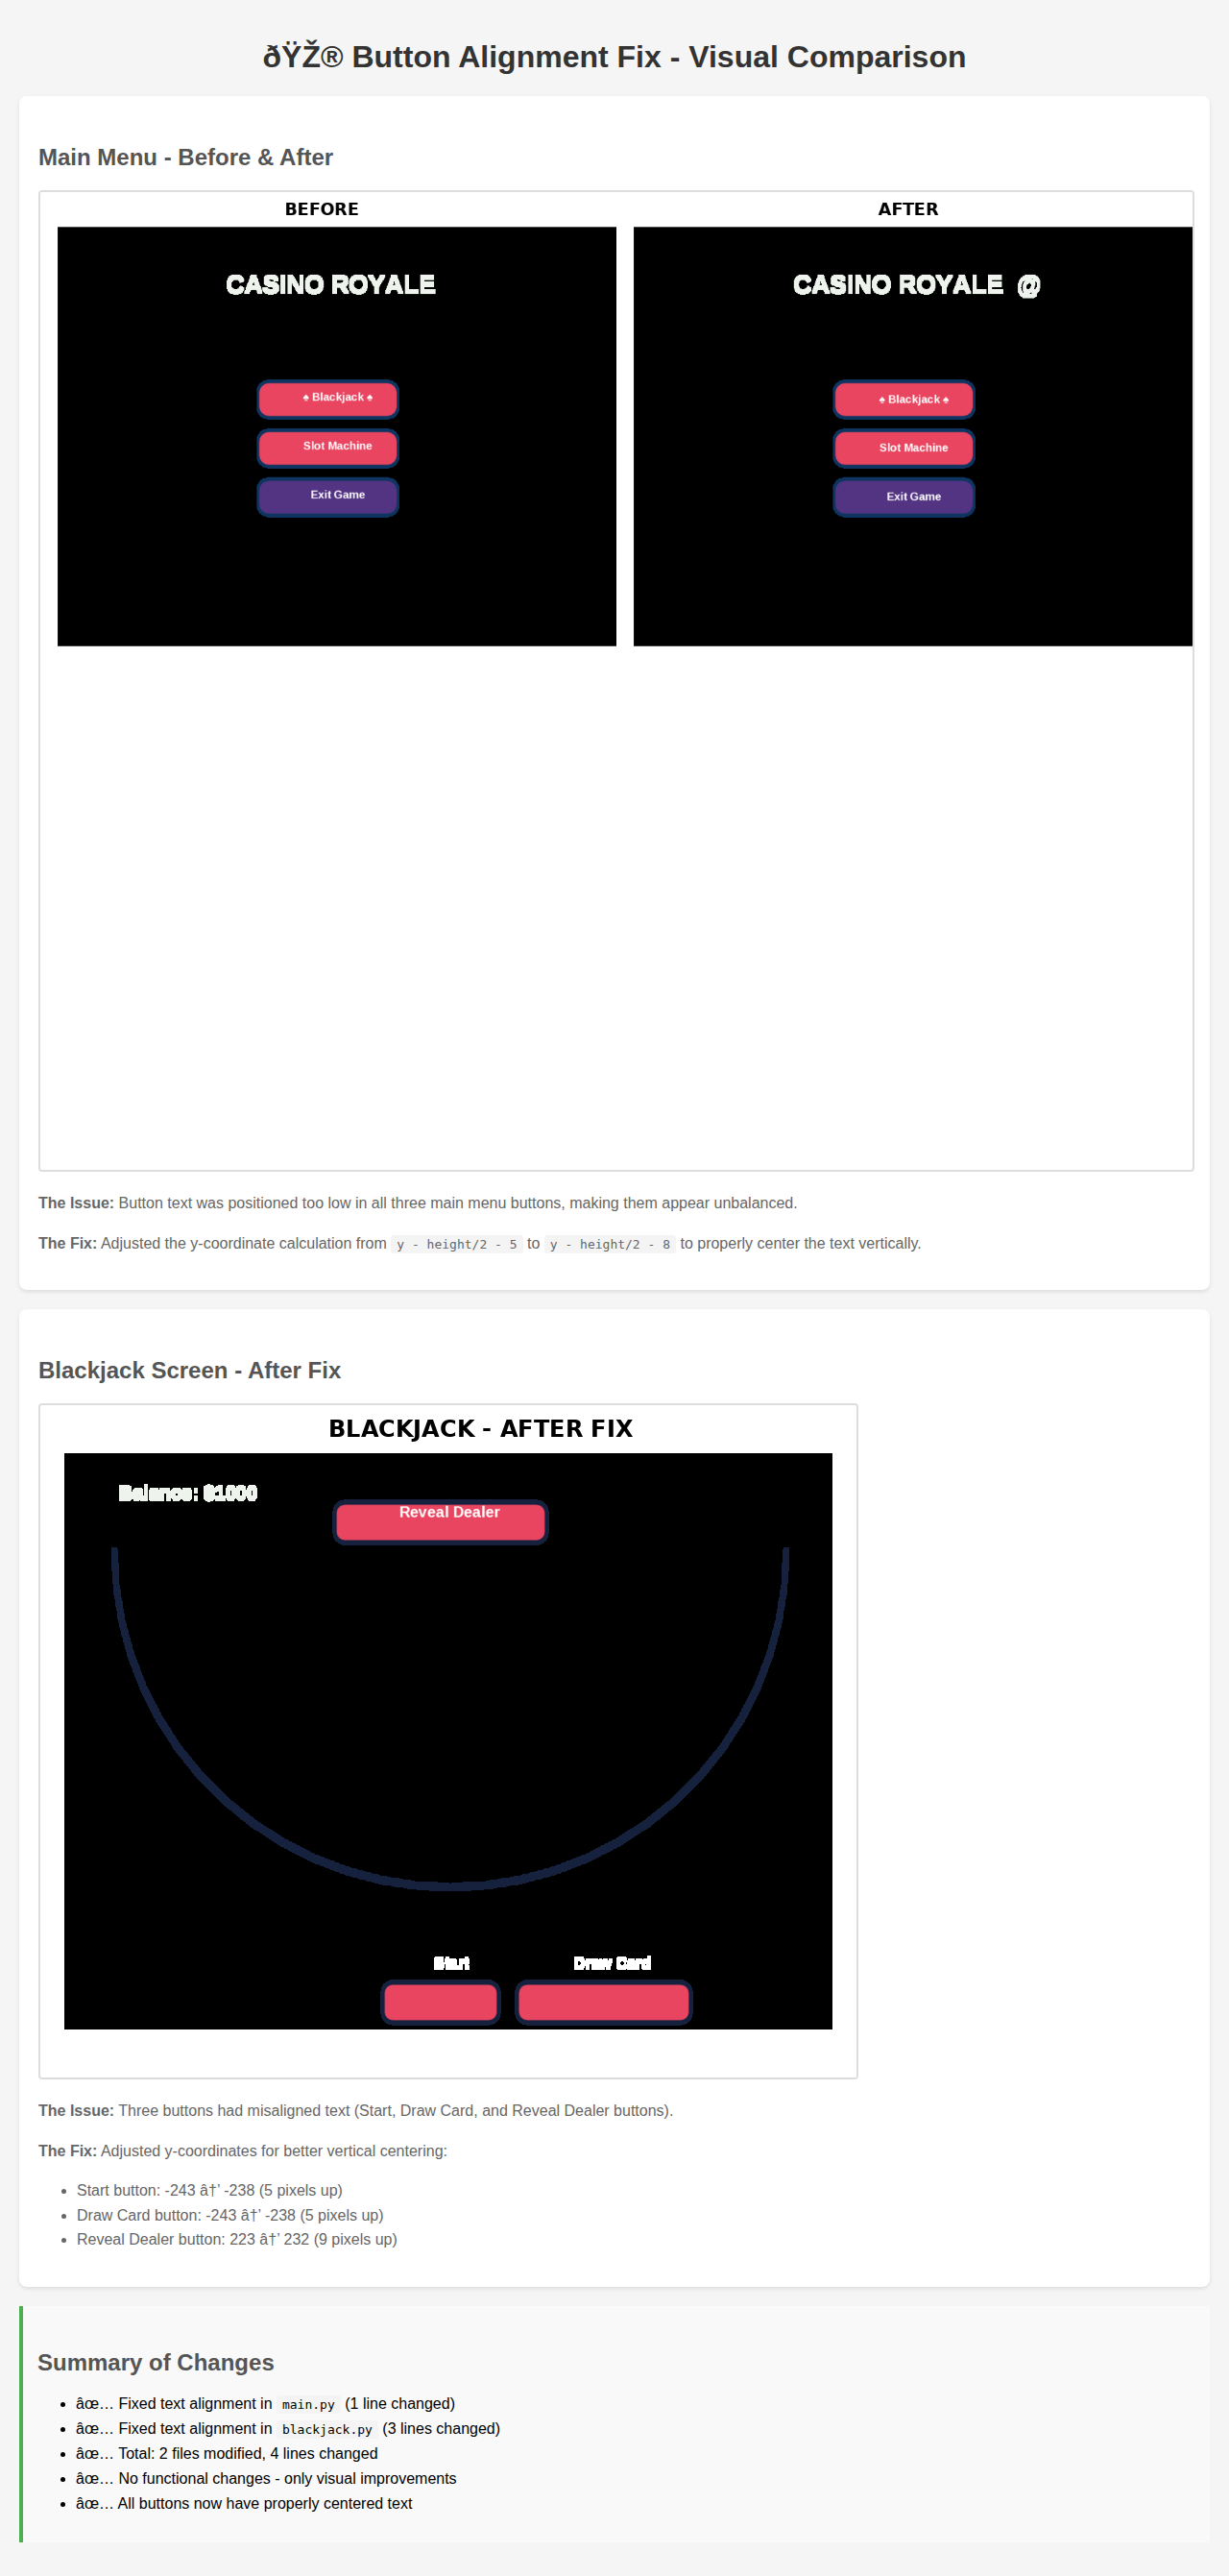 ðŸŽ® Button Alignment Fix - Visual Comparison
Main Menu - Before & After
BEFORE
AFTER
CASINO ROYALE
CASINO ROYALE @
♠ Blackjack ♠
Slot Machine
Exit Game
♠ Blackjack ♠
Slot Machine
Exit Game
The Issue: Button text was positioned too low in all three main menu buttons, making them appear unbalanced.
The Fix: Adjusted the y-coordinate calculation from y - height/2 - 5 to y - height/2 - 8 to properly center the text vertically.
Blackjack Screen - After Fix
BLACKJACK - AFTER FIX
Balance: $1000
Reveal Dealer
Start
Draw Card
The Issue: Three buttons had misaligned text (Start, Draw Card, and Reveal Dealer buttons).
The Fix: Adjusted y-coordinates for better vertical centering:
• Start button: -243 â†’ -238 (5 pixels up)
• Draw Card button: -243 â†’ -238 (5 pixels up)
• Reveal Dealer button: 223 â†’ 232 (9 pixels up)
Summary of Changes
• âœ… Fixed text alignment in main.py (1 line changed)
• âœ… Fixed text alignment in blackjack.py (3 lines changed)
• âœ… Total: 2 files modified, 4 lines changed
• âœ… No functional changes - only visual improvements
• âœ… All buttons now have properly centered text